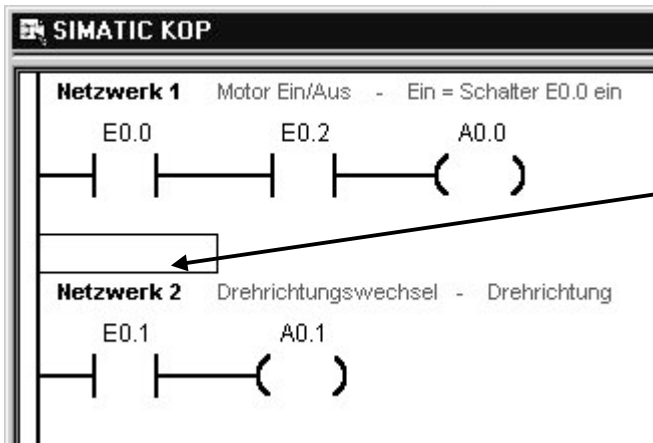 SIMATIC KOP
Netzwerk 1 Motor Ein/Aus - Ein = Schalter E0.0 ein
E0.0 E0.2 A0.0
Netzwerk 2 Drehrichtungswechsel - Drehrichtung
E0.1 A0.1